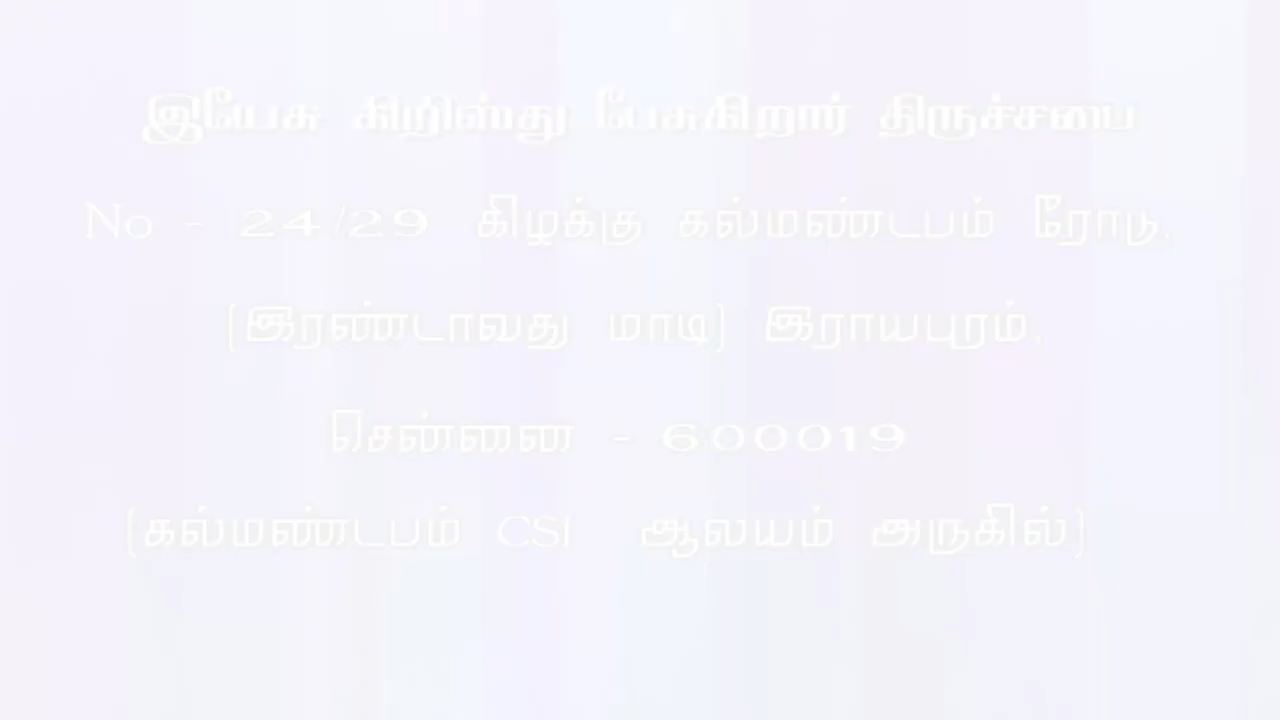 இயேசு கிறிஸ்து பேசுகிறார் திருச்சபை
No - 24/29 கிழக்கு கல்மண்டபம் ரோடு,
(இரண்டாவது மாடி) இராயபுரம்,
சென்னை - 600019
(கல்மண்டபம் CSI ஆலயம் அருகில்)